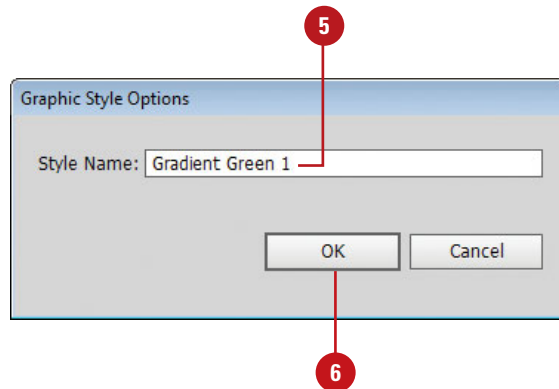 5
Graphic Style Options
Style Name: Gradient Green 1
OK Cancel
6